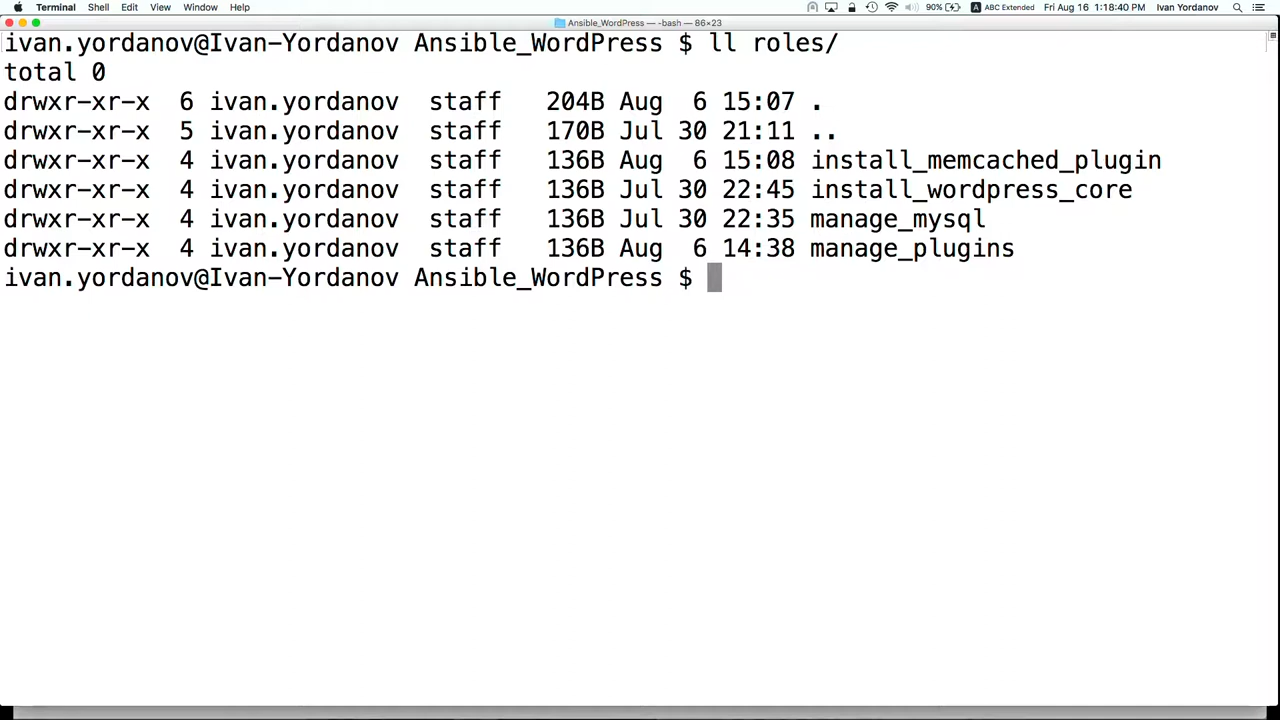 Terminal Shell Edit View Window Help 90% A ABC Extended Fri Aug 16 1:18:40 PM Ivan Yordanov
Ansible_WordPress — -bash — 86×23
ivan.yordanov@Ivan-Yordanov Ansible_WordPress $ ll roles/
total 0
drwxr-xr-x  6 ivan.yordanov  staff   204B Aug  6 15:07 .
drwxr-xr-x  5 ivan.yordanov  staff   170B Jul 30 21:11 ..
drwxr-xr-x  4 ivan.yordanov  staff   136B Aug  6 15:08 install_memcached_plugin
drwxr-xr-x  4 ivan.yordanov  staff   136B Jul 30 22:45 install_wordpress_core
drwxr-xr-x  4 ivan.yordanov  staff   136B Jul 30 22:35 manage_mysql
drwxr-xr-x  4 ivan.yordanov  staff   136B Aug  6 14:38 manage_plugins
ivan.yordanov@Ivan-Yordanov Ansible_WordPress $